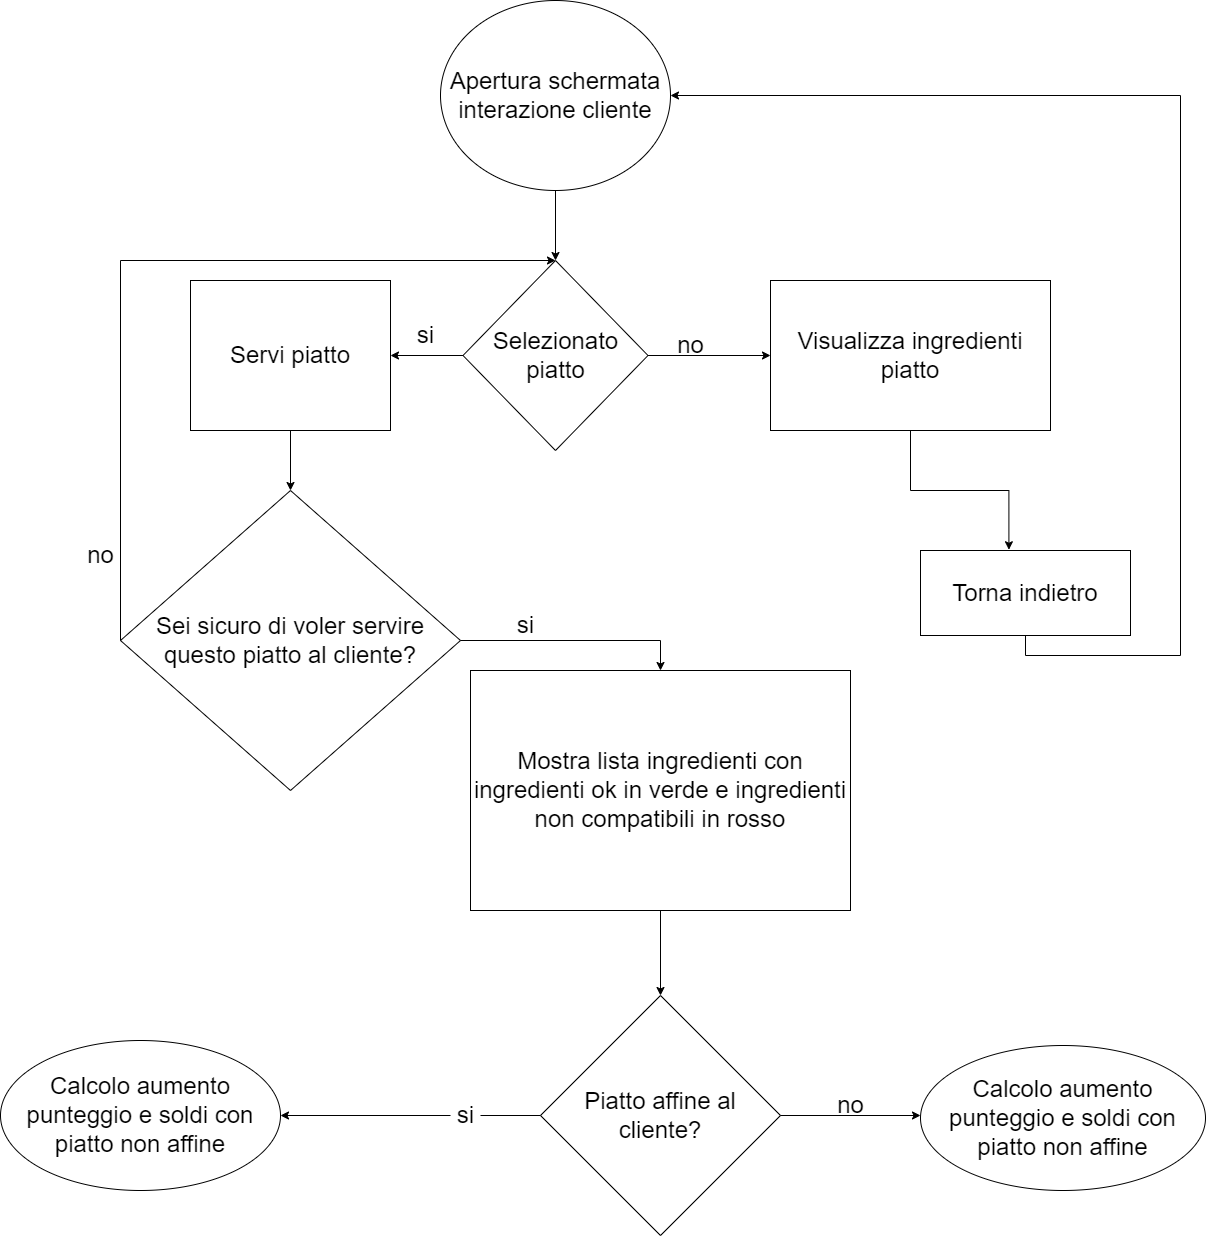 Apertura schermata
interazione cliente
Servi piatto
si
Selezionato
piatto
no
Visualizza ingredienti
piatto
no
Sei sicuro di voler servire
questo piatto al cliente?
si
Torna indietro
Mostra lista ingredienti con
ingredienti ok in verde e ingredienti
non compatibili in rosso
Calcolo aumento
punteggio e soldi con
piatto non affine
si
Piatto affine al
cliente?
no
Calcolo aumento
punteggio e soldi con
piatto non affine